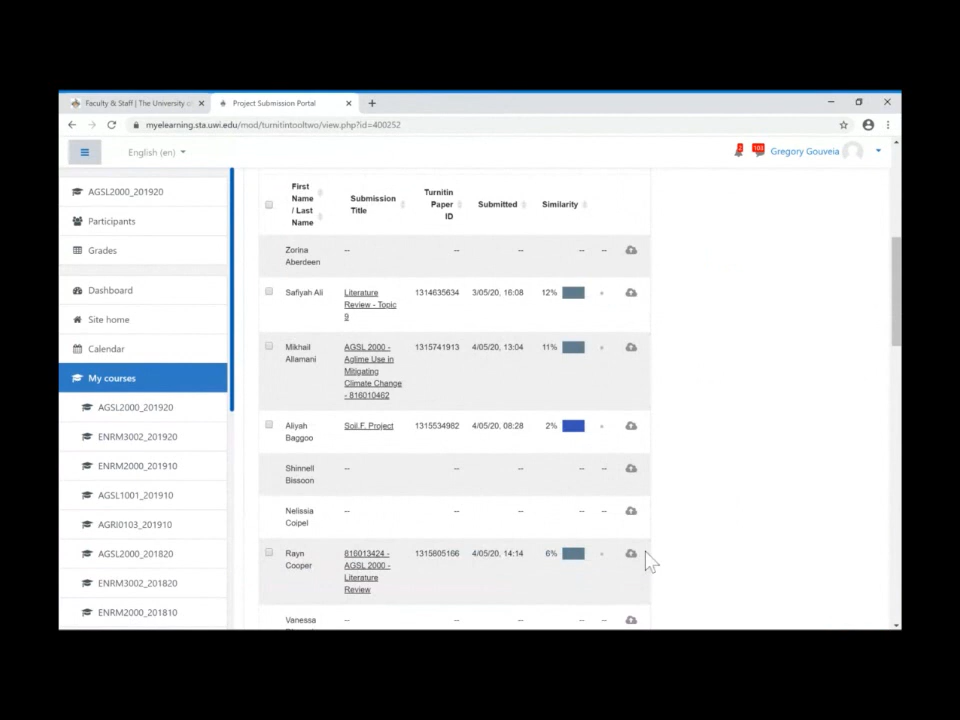 Faculty & Staff | The University o
Project Submission Portal
myelearning.sta.uwi.edu/mod/turnitintooltwo/view.php?id=400252
English (en)
Gregory Gouveia
AGSL2000_201920
Participants
Grades
Dashboard
Site home
Calendar
My courses
AGSL2000_201920
ENRM3002_201920
ENRM2000_201910
AGSL1001_201910
AGRI0103_201910
AGSL2000_201820
ENRM3002_201820
ENRM2000_201810
First
Name
/ Last
Name
Submission
Title
Turnitin
Paper
ID
Submitted
Similarity
Zorina
Aberdeen
-- -- -- -- --
Safiyah Ali
Literature
Review - Topic
9
1314635634 3/05/20, 16:08 12%
Mikhail
Allamani
AGSL 2000 -
Aglime Use in
Mitigating
Climate Change
- 816010462
1315741913 4/05/20, 13:04 11%
Aliyah
Baggoo
Soil.F. Project
1315534982 4/05/20, 08:28 2%
Shinnell
Bissoon
-- -- -- -- --
Nelissia
Coipel
-- -- -- -- --
Rayn
Cooper
816013424 -
AGSL 2000 -
Literature
Review
1315805166 4/05/20, 14:14 6%
Vanessa
-- -- -- -- --